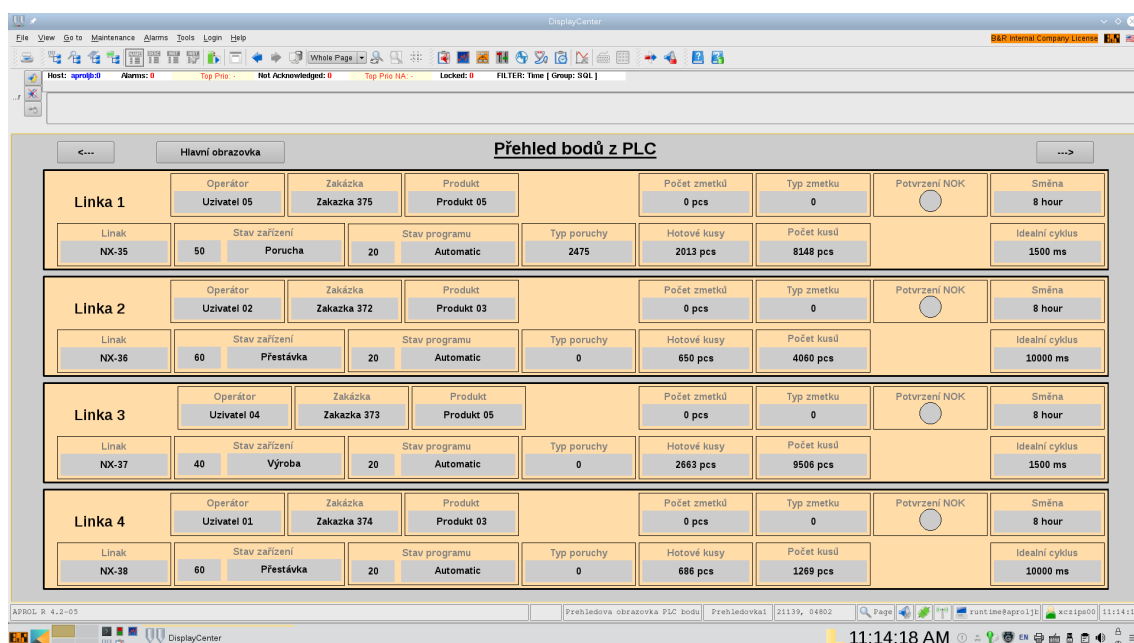 DisplayCenter
File View Go to Maintenance Alarms Tools Login Help
B&R Internal Company License
Whole Page
Host: aproljb:0 Alarms: 0 Top Prio: - Not Acknowledged: 0 Top Prio NA: - Locked: 0 FILTER: Time [ Group: SQL ]
<--- Hlavní obrazovka Přehled bodů z PLC --->
Operátor Zakázka Produkt Počet zmetků Typ zmetku Potvrzení NOK Směna
Linka 1 Uzivatel 05 Zakazka 375 Produkt 05 0 pcs 0 8 hour
Linak Stav zařízení Stav programu Typ poruchy Hotové kusy Počet kusů Idealní cyklus
NX-35 50 Porucha 20 Automatic 2475 2013 pcs 8148 pcs 1500 ms
Operátor Zakázka Produkt Počet zmetků Typ zmetku Potvrzení NOK Směna
Linka 2 Uzivatel 02 Zakazka 372 Produkt 03 0 pcs 0 8 hour
Linak Stav zařízení Stav programu Typ poruchy Hotové kusy Počet kusů Idealní cyklus
NX-36 60 Přestávka 20 Automatic 0 650 pcs 4060 pcs 10000 ms
Operátor Zakázka Produkt Počet zmetků Typ zmetku Potvrzení NOK Směna
Linka 3 Uzivatel 04 Zakazka 373 Produkt 05 0 pcs 0 8 hour
Linak Stav zařízení Stav programu Typ poruchy Hotové kusy Počet kusů Idealní cyklus
NX-37 40 Výroba 20 Automatic 0 2663 pcs 9506 pcs 1500 ms
Operátor Zakázka Produkt Počet zmetků Typ zmetku Potvrzení NOK Směna
Linka 4 Uzivatel 01 Zakazka 374 Produkt 03 0 pcs 0 8 hour
Linak Stav zařízení Stav programu Typ poruchy Hotové kusy Počet kusů Idealní cyklus
NX-38 60 Přestávka 20 Automatic 0 686 pcs 1269 pcs 10000 ms
APROL R 4.2-05 Prehledova obrazovka PLC bodu Prehledovka1 21139, 04802 Page runtime@aproljb xczips00 11:14:1
DisplayCenter 11:14:18 AM EN